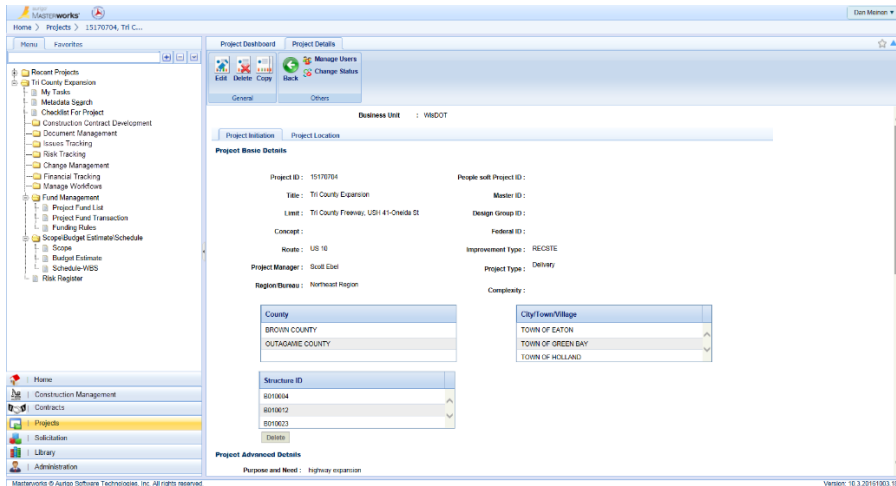 aurigo
MASTERWORKS
Dan Meinen
Home > Projects > 15170704, Tri C...
Menu Favorites
Project Dashboard Project Details
Edit Delete Copy Back Manage Users
Change Status
General Others
Recent Projects
Tri County Expansion
My Tasks
Metadata Search
Checklist For Project
Construction Contract Development
Document Management
Issues Tracking
Risk Tracking
Change Management
Financial Tracking
Manage Workflows
Fund Management
Project Fund List
Project Fund Transaction
Funding Rules
Scope\Budget Estimate\Schedule
Scope
Budget Estimate
Schedule-WBS
Risk Register
Home
Construction Management
Contracts
Projects
Solicitation
Library
Administration
Business Unit : WisDOT
Project Initiation Project Location
Project Basic Details
Project ID : 15170704 People soft Project ID :
Title : Tri County Expansion Master ID :
Limit : Tri County Freeway, USH 41-Oneida St Design Group ID :
Concept : Federal ID :
Route : US 10 Improvement Type : RECSTE
Project Manager : Scott Ebel Project Type : Delivery
Region/Bureau : Northeast Region Complexity :
County City/Town/Village
BROWN COUNTY TOWN OF EATON
OUTAGAMIE COUNTY TOWN OF GREEN BAY
TOWN OF HOLLAND
Structure ID
B010004
B010012
B010023
Delete
Project Advanced Details
Purpose and Need : highway expansion
Masterworks © Aurigo Software Technologies, Inc. All rights reserved